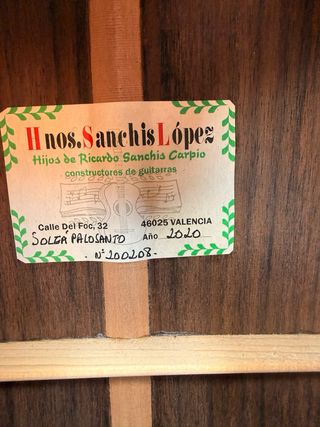 Hnos. Sanchis López
Hijos de Ricardo Sanchis Carpio
constructores de guitarras
Calle Del Foc, 32 46025 VALENCIA
SOLEÁ PALOSANTO Año 2020
Nº 200208